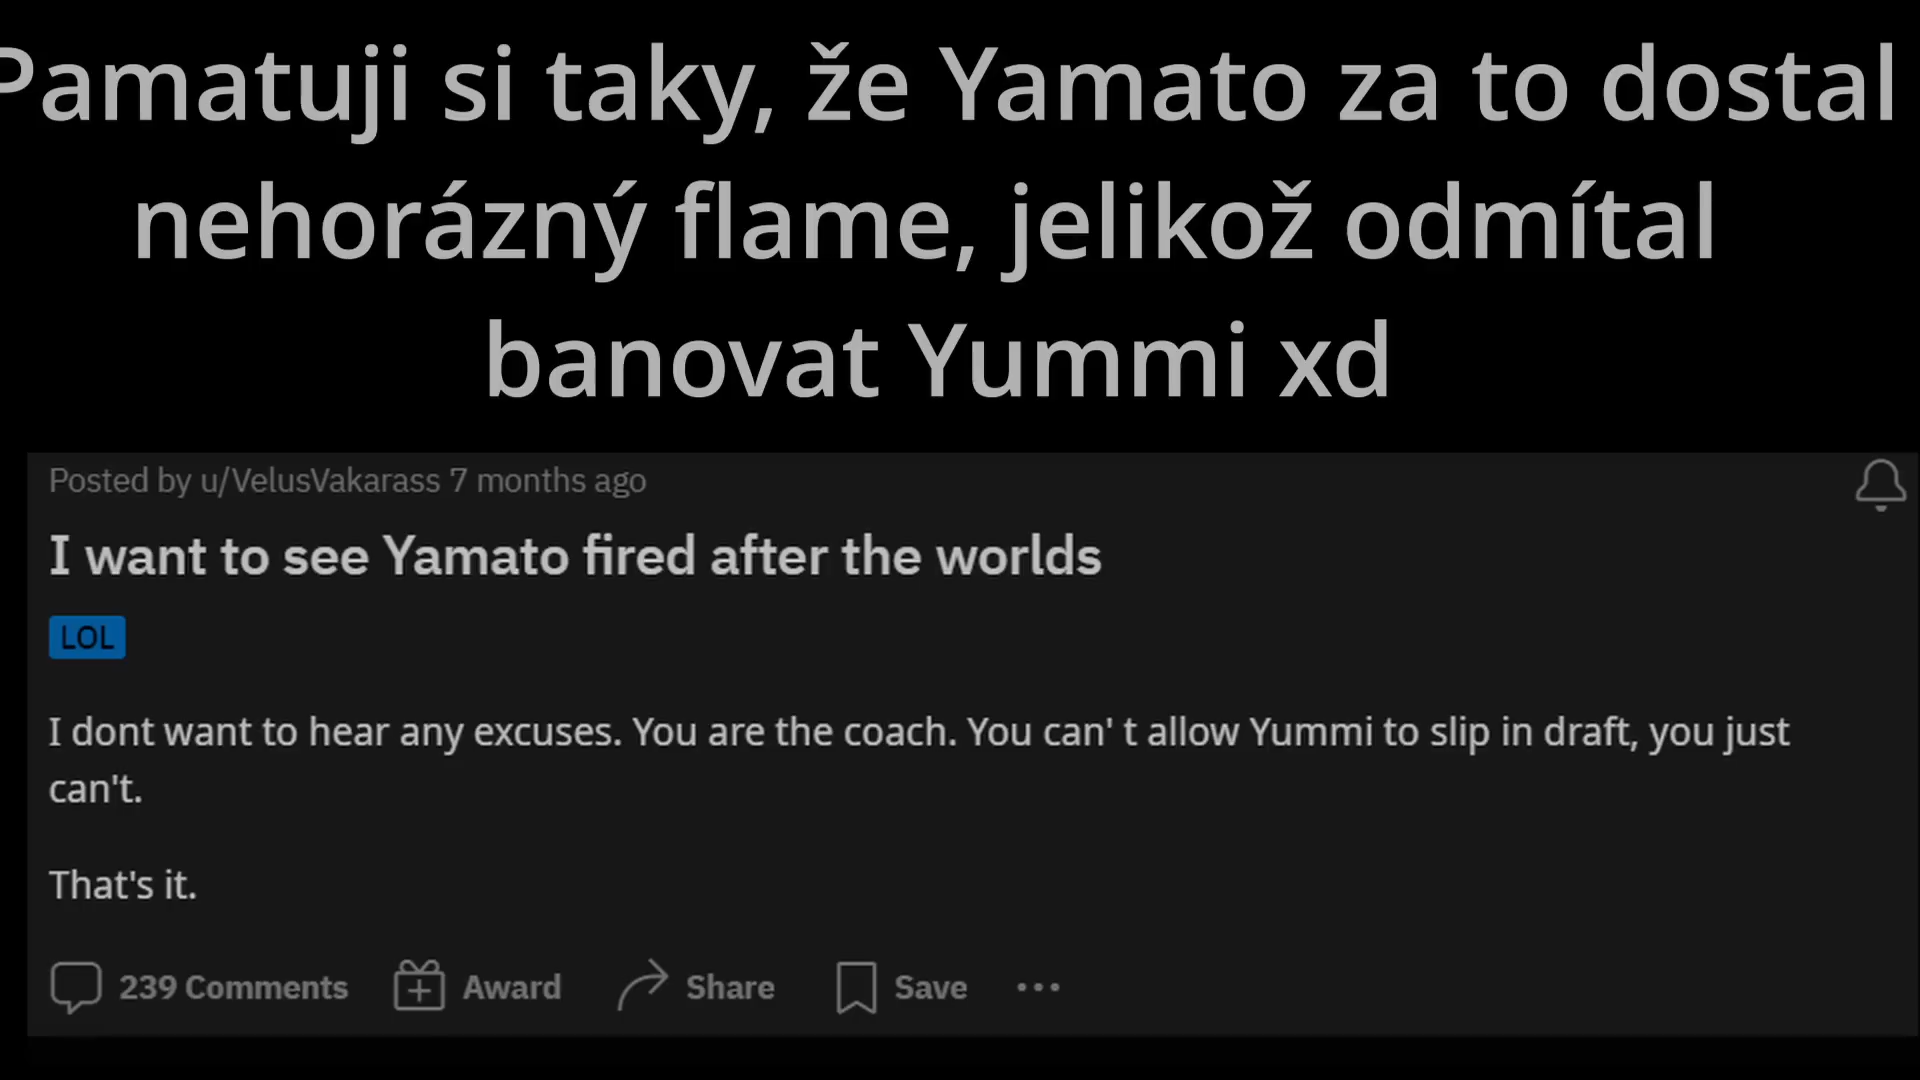 Pamatuji si taky, že Yamato za to dostal
nehorázný flame, jelikož odmítal
banovat Yummi xd
Posted by u/VelusVakarass 7 months ago
I want to see Yamato fired after the worlds
LOL
I dont want to hear any excuses. You are the coach. You can' t allow Yummi to slip in draft, you just
can't.
That's it.
239 Comments Award Share Save